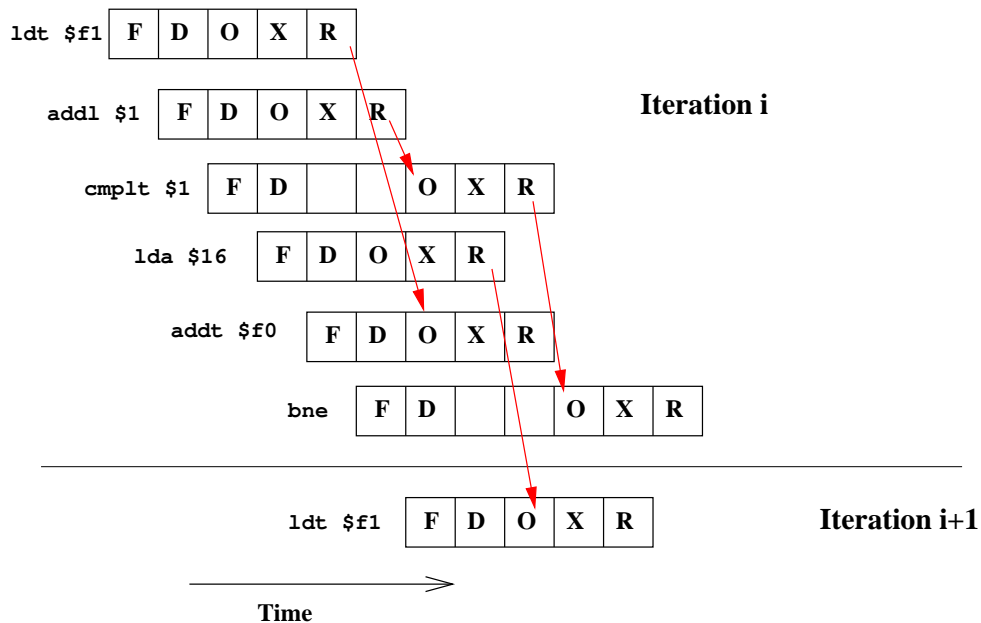 ldt $f1 F D O X R
Iteration i
addl $1 F D O X R
cmplt $1 F D O X R
lda $16 F D O X R
addt $f0 F D O X R
bne F D O X R
ldt $f1 F D O X R
Iteration i+1
Time